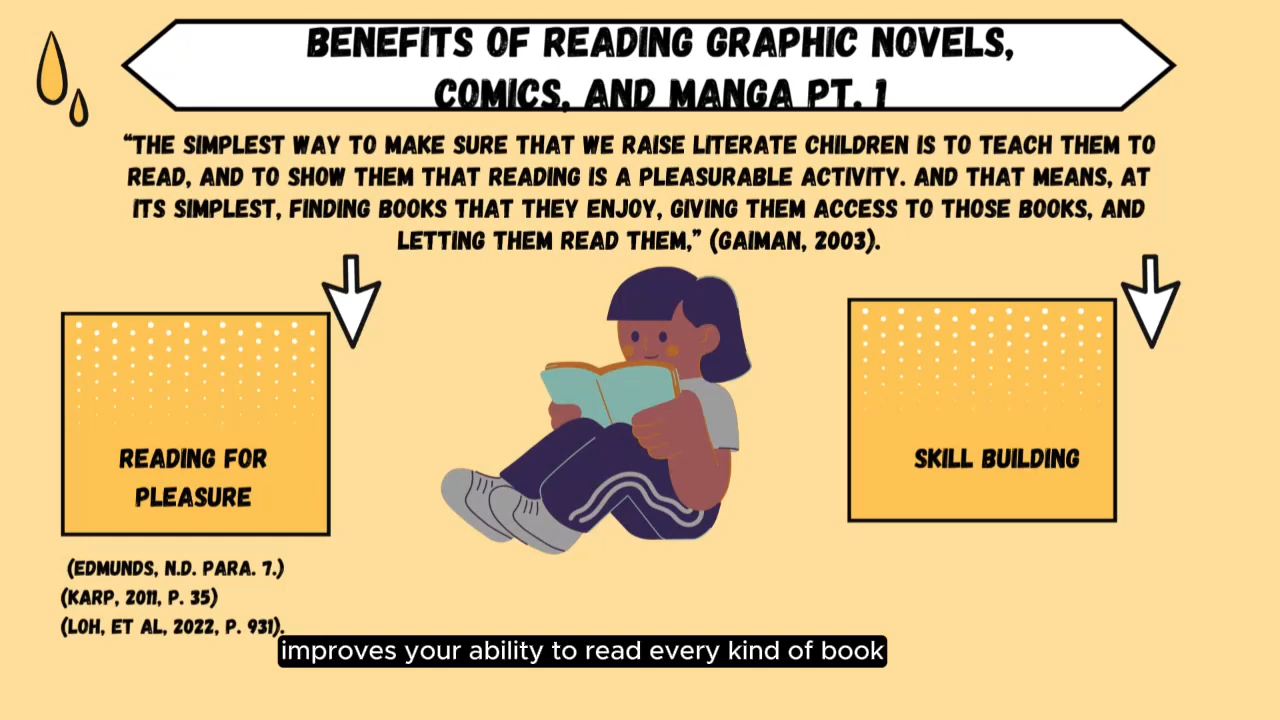 BENEFITS OF READING GRAPHIC NOVELS,
COMICS, AND MANGA PT. 1
“THE SIMPLEST WAY TO MAKE SURE THAT WE RAISE LITERATE CHILDREN IS TO TEACH THEM TO
READ, AND TO SHOW THEM THAT READING IS A PLEASURABLE ACTIVITY. AND THAT MEANS, AT
ITS SIMPLEST, FINDING BOOKS THAT THEY ENJOY, GIVING THEM ACCESS TO THOSE BOOKS, AND
LETTING THEM READ THEM,” (GAIMAN, 2003).
READING FOR
PLEASURE
SKILL BUILDING
(EDMUNDS, N.D. PARA. 7.)
(KARP, 2011, P. 35)
(LOH, ET AL, 2022, P. 931).
improves your ability to read every kind of book